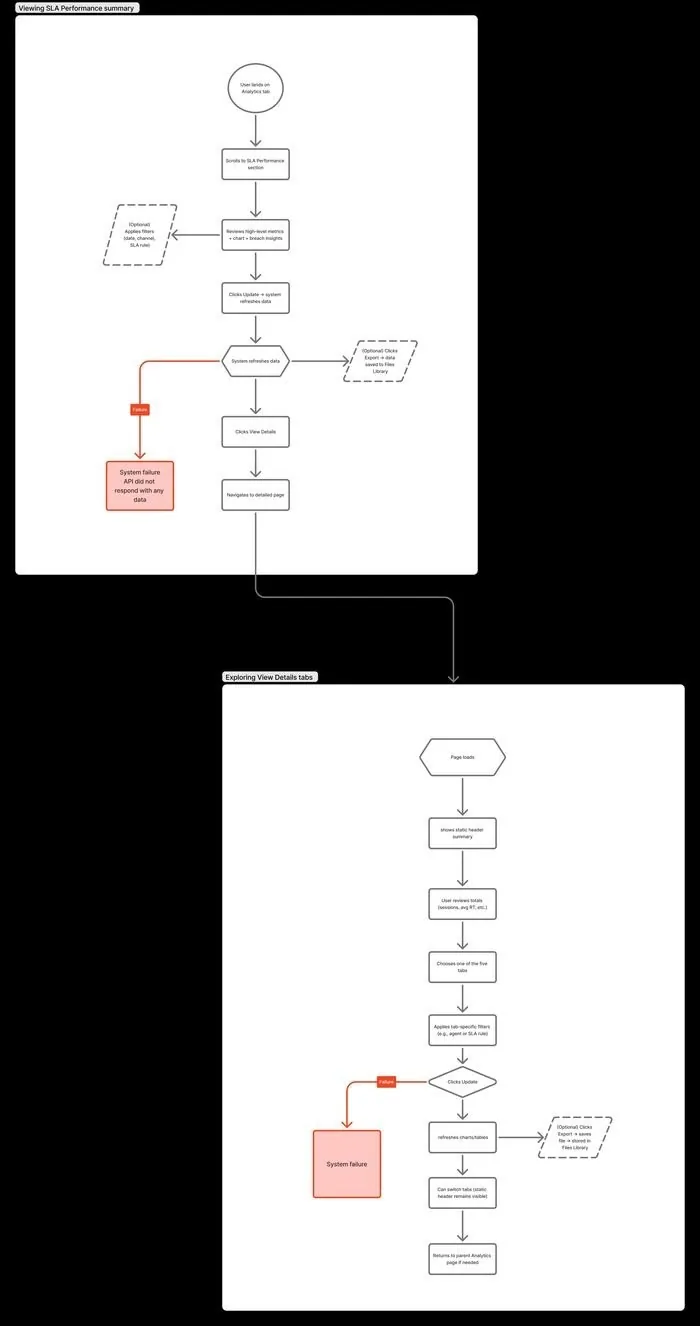 Viewing SLA Performance summary
User lands on
Analytics tab
Scrolls to SLA Performance
section
(Optional)
Applies filters
(date, channel,
SLA rule)
Reviews high-level metrics
+ chart + breach insights
Clicks Update → system
refreshes data
System refreshes data
(Optional) Clicks
Export → data
saved to Files
Library
Failure
Clicks View Details
System failure
API did not
respond with any
data
Navigates to detailed page
Exploring View Details tabs
Page loads
shows static header
summary
User reviews totals
(sessions, avg RT, etc.)
Chooses one of the five
tabs
Applies tab-specific filters
(e.g., agent or SLA rule)
Failure
Clicks Update
refreshes charts/tables
(Optional) Clicks
Export → saves
file → stored in
Files Library
System failure
Can switch tabs (static
header remains visible)
Returns to parent Analytics
page if needed